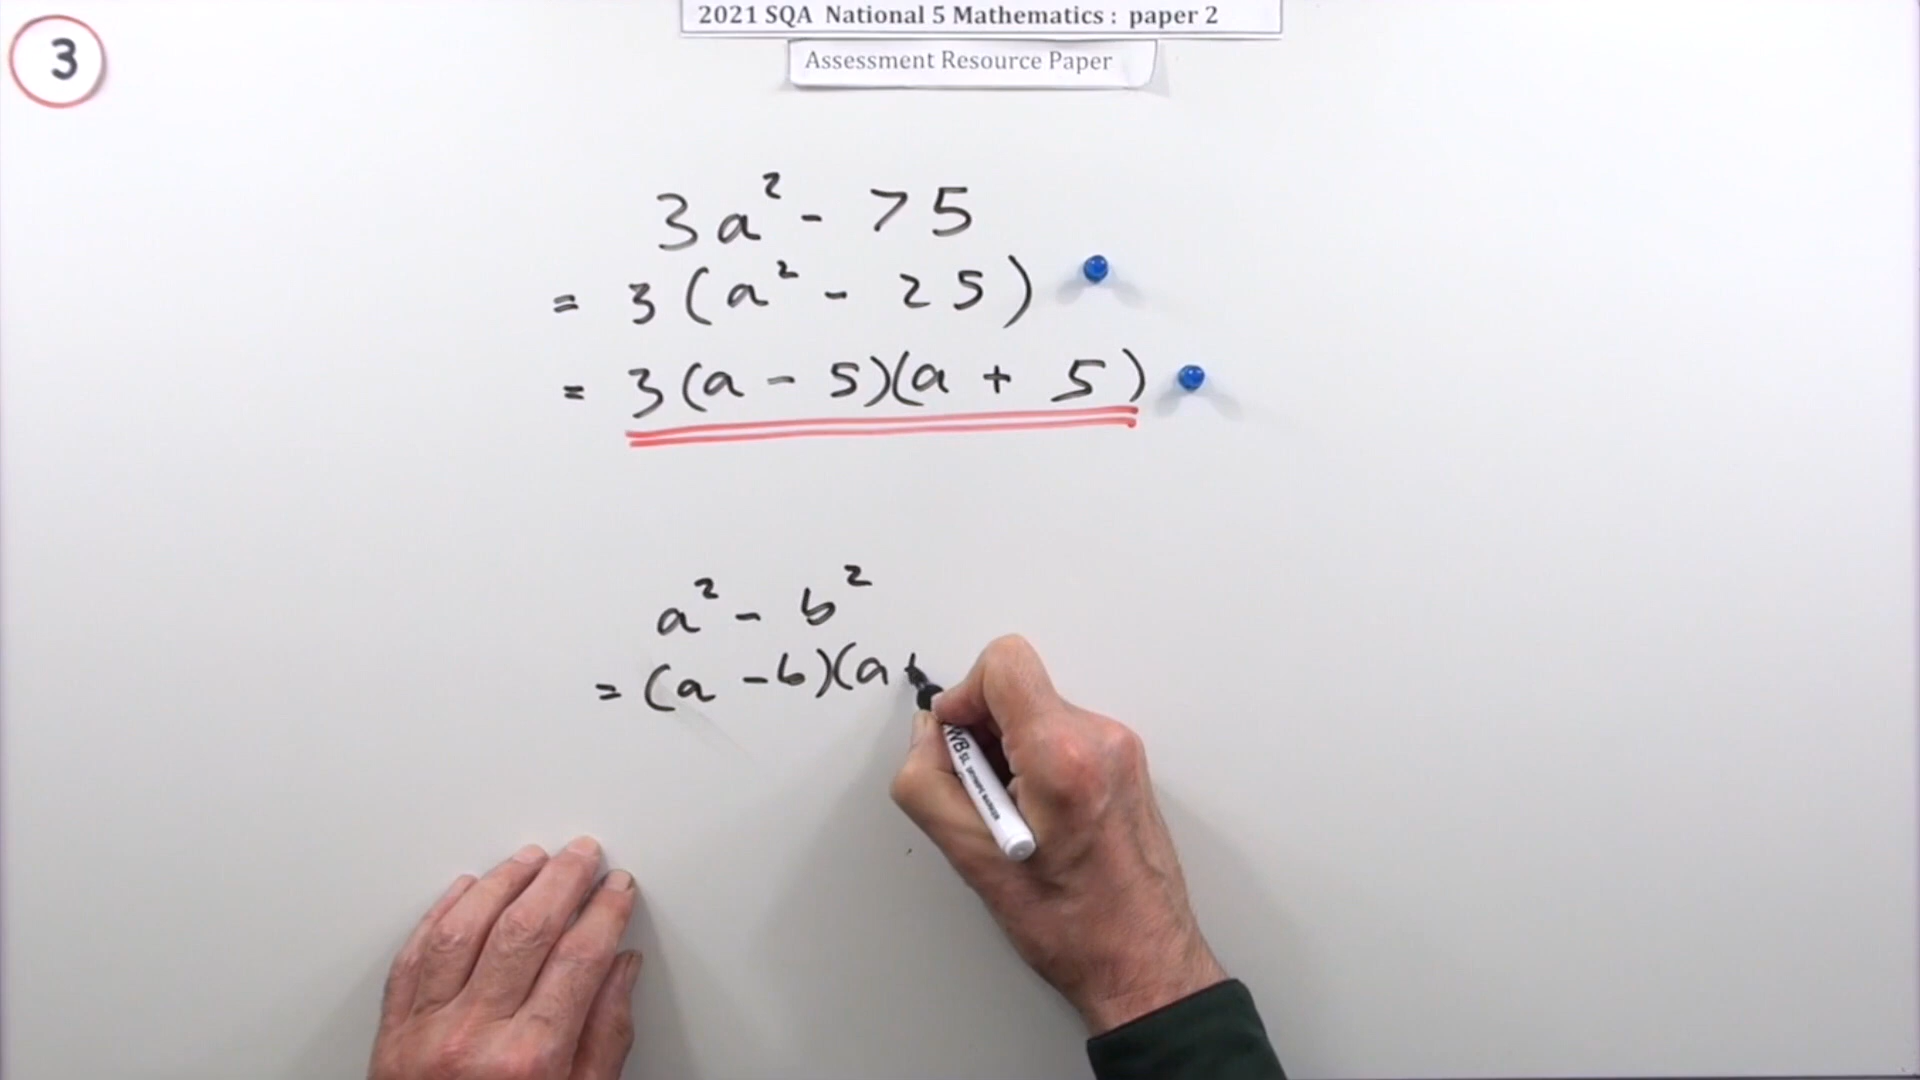 3
2021 SQA National 5 Mathematics : paper 2
Assessment Resource Paper
3a² - 75
= 3(a² - 25)
= 3(a - 5)(a + 5)
a² - b²
= (a - b)(a +
WB